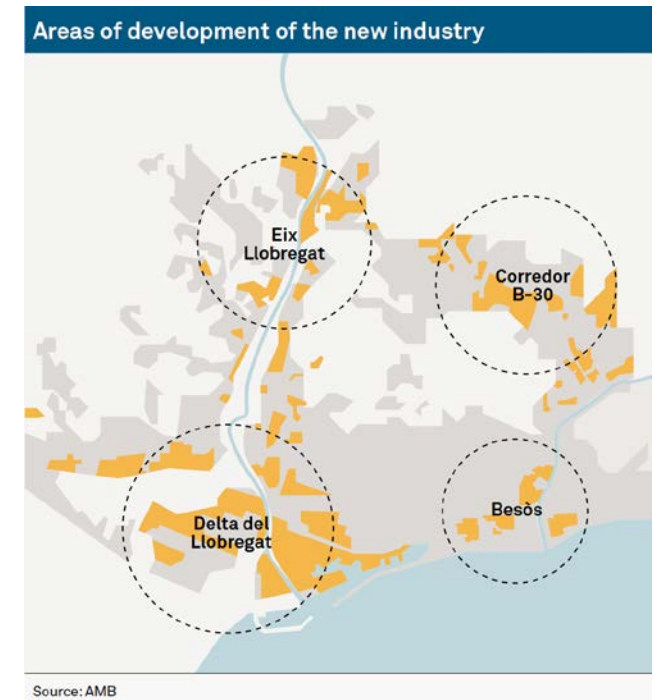 Areas of development of the new industry
Eix
Llobregat
Corredor
B-30
Delta del
Llobregat
Besòs
Source: AMB